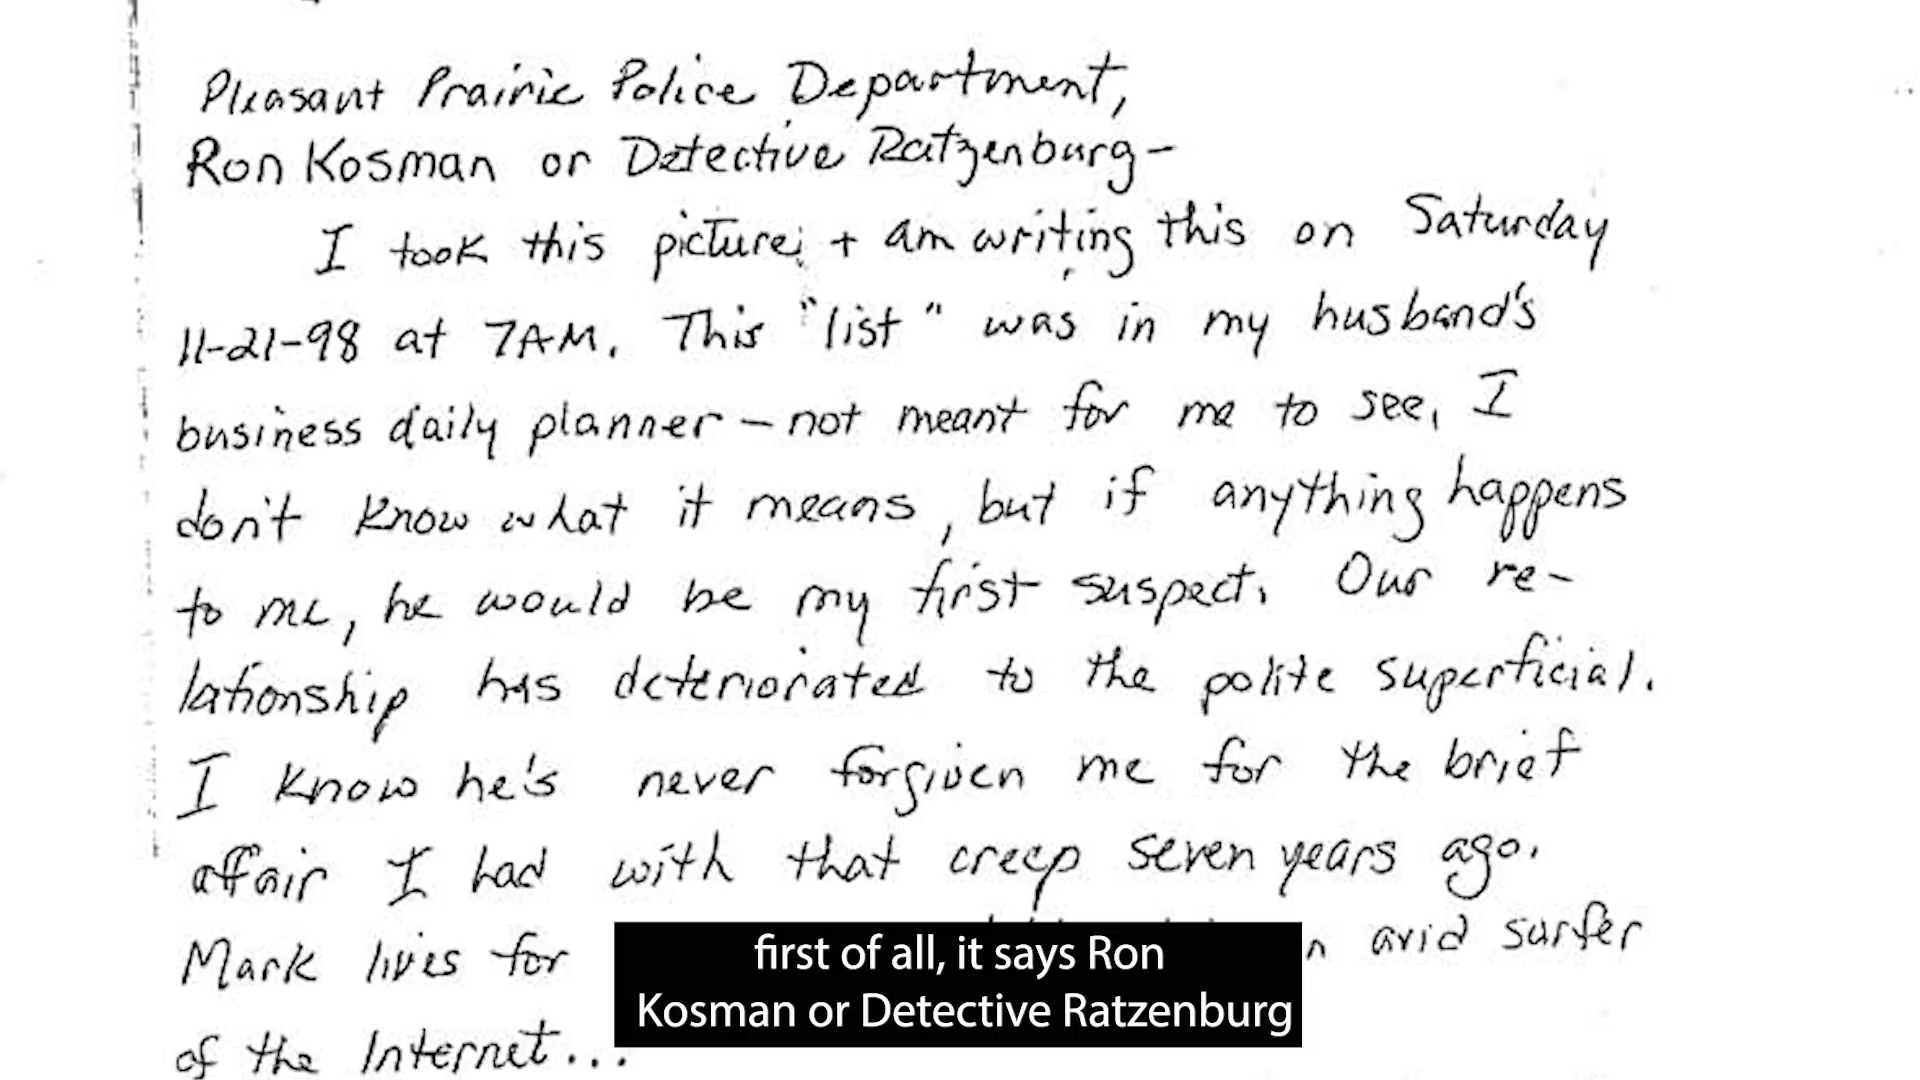 Pleasant Prairie Police Department,
Ron Kosman or Detective Ratzenburg-
I took this picture, + am writing this on Saturday
11-21-98 at 7AM. This "list" was in my husband's
business daily planner - not meant for me to see, I
don't know what it means, but if anything happens
to me, he would be my first suspect. Our re-
lationship has deteriorated to the polite superficial.
I know he's never forgiven me for the brief
affair I had with that creep seven years ago.
Mark lives for avid surfer
of the Internet...
first of all, it says Ron
Kosman or Detective Ratzenburg